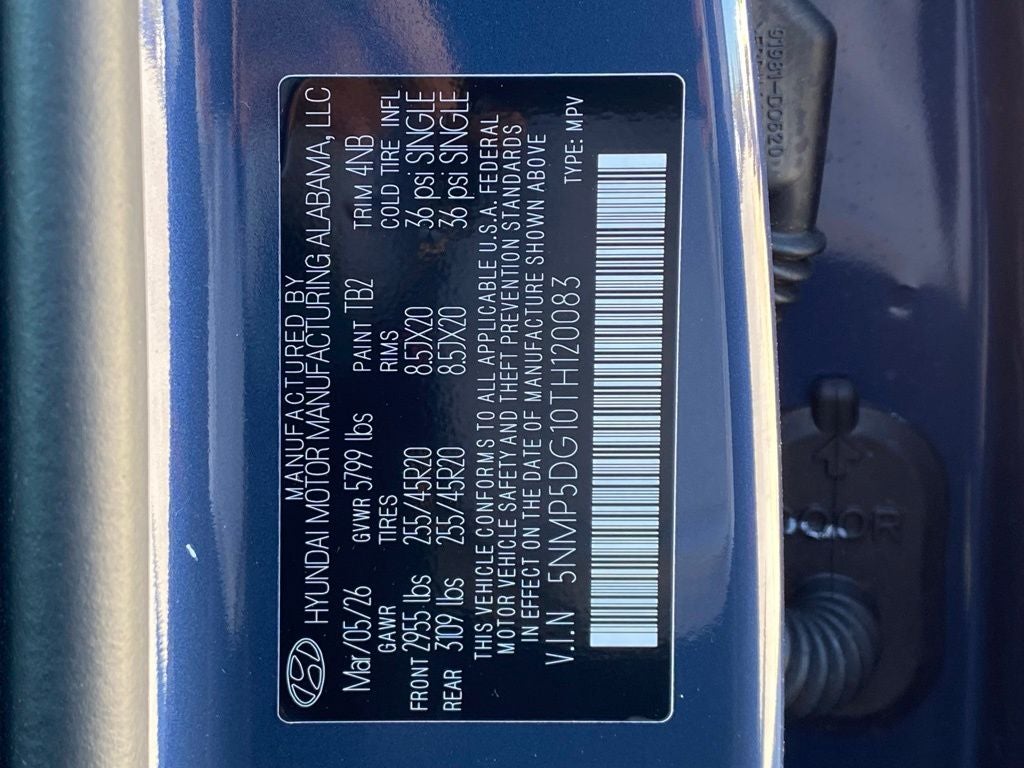 MANUFACTURED BY
HYUNDAI MOTOR MANUFACTURING ALABAMA, LLC
Mar/05/26 GVWR 5799 lbs PAINT TB2 TRIM 4NB
GAWR TIRES RIMS COLD TIRE INFL
FRONT 2955 lbs 255/45R20 8.5JX20 36 psi SINGLE
REAR 3109 lbs 255/45R20 8.5JX20 36 psi SINGLE
THIS VEHICLE CONFORMS TO ALL APPLICABLE U.S.A. FEDERAL
MOTOR VEHICLE SAFETY AND THEFT PREVENTION STANDARDS
IN EFFECT ON THE DATE OF MANUFACTURE SHOWN ABOVE
V.I.N 5NMP5DG10TH120083 TYPE: MPV
91981-DO620
DOOR